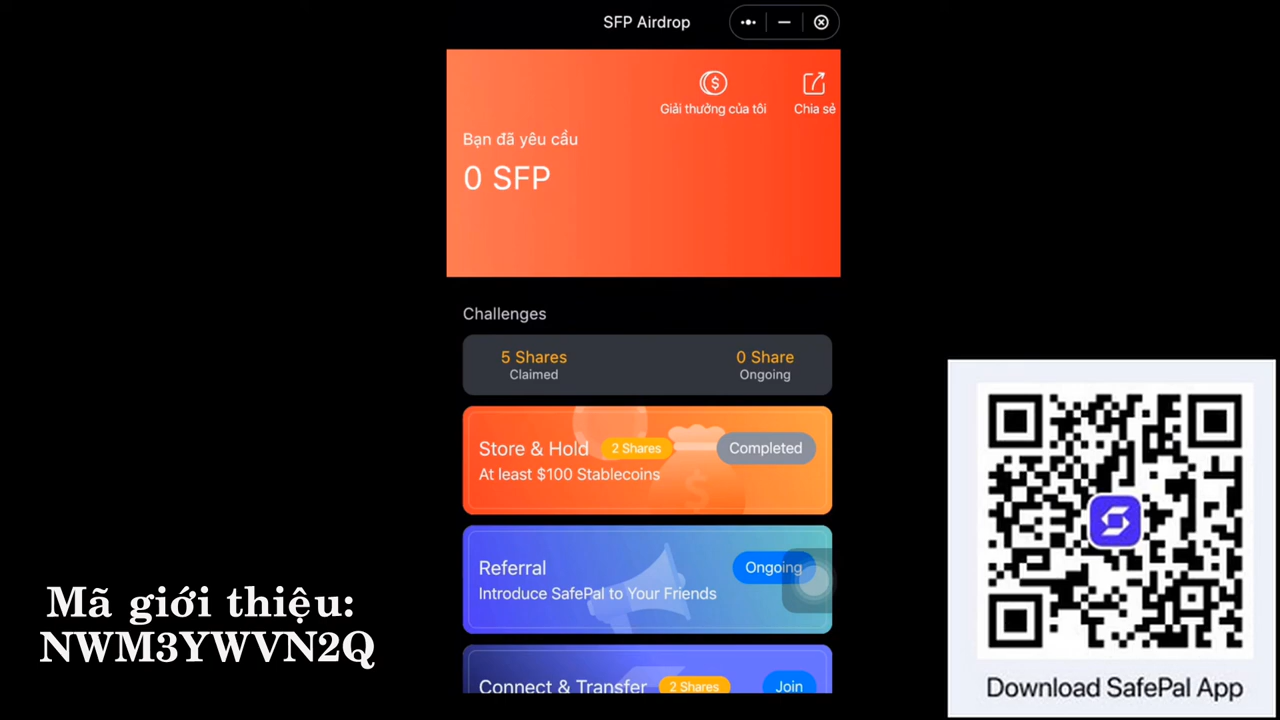 SFP Airdrop
Giải thưởng của tôi
Chia sẻ
Bạn đã yêu cầu
0 SFP
Challenges
5 Shares
Claimed
0 Share
Ongoing
Store & Hold
2 Shares
Completed
At least $100 Stablecoins
Referral
Ongoing
Introduce SafePal to Your Friends
Connect & Transfer
2 Shares
Join
Mã giới thiệu:
NWM3YWVN2Q
Download SafePal App